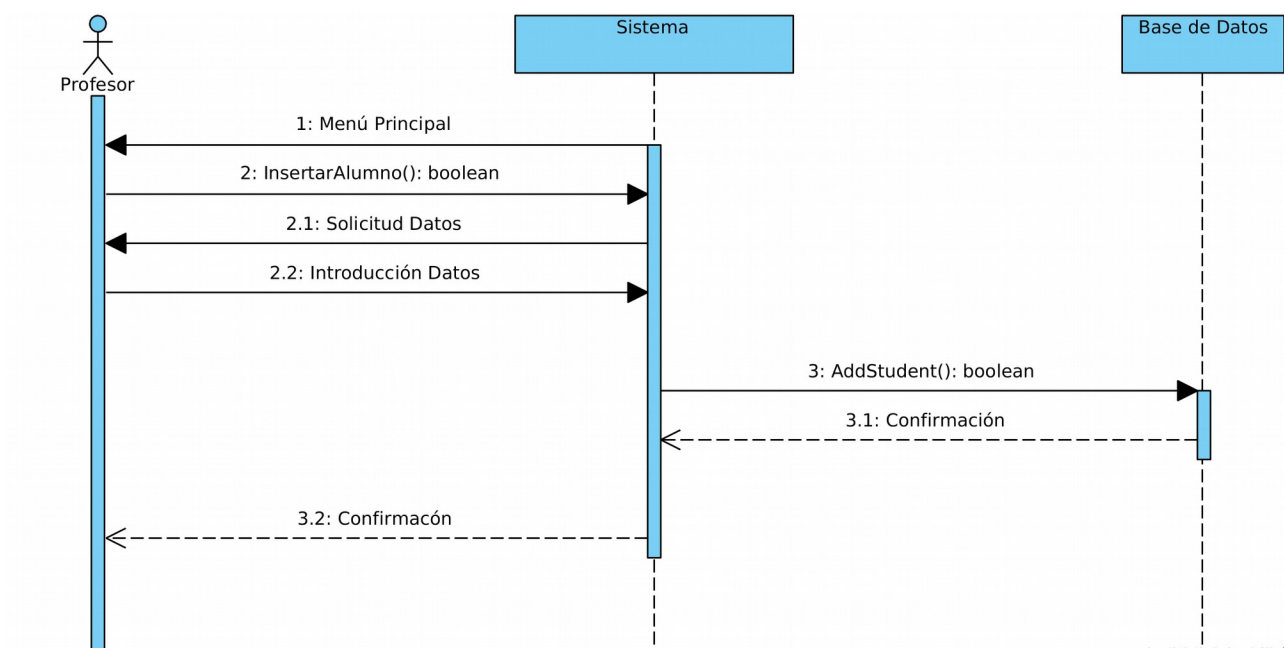 Sistema
Base de Datos
Profesor
1: Menú Principal
2: InsertarAlumno(): boolean
2.1: Solicitud Datos
2.2: Introducción Datos
3: AddStudent(): boolean
3.1: Confirmación
3.2: Confirmacón